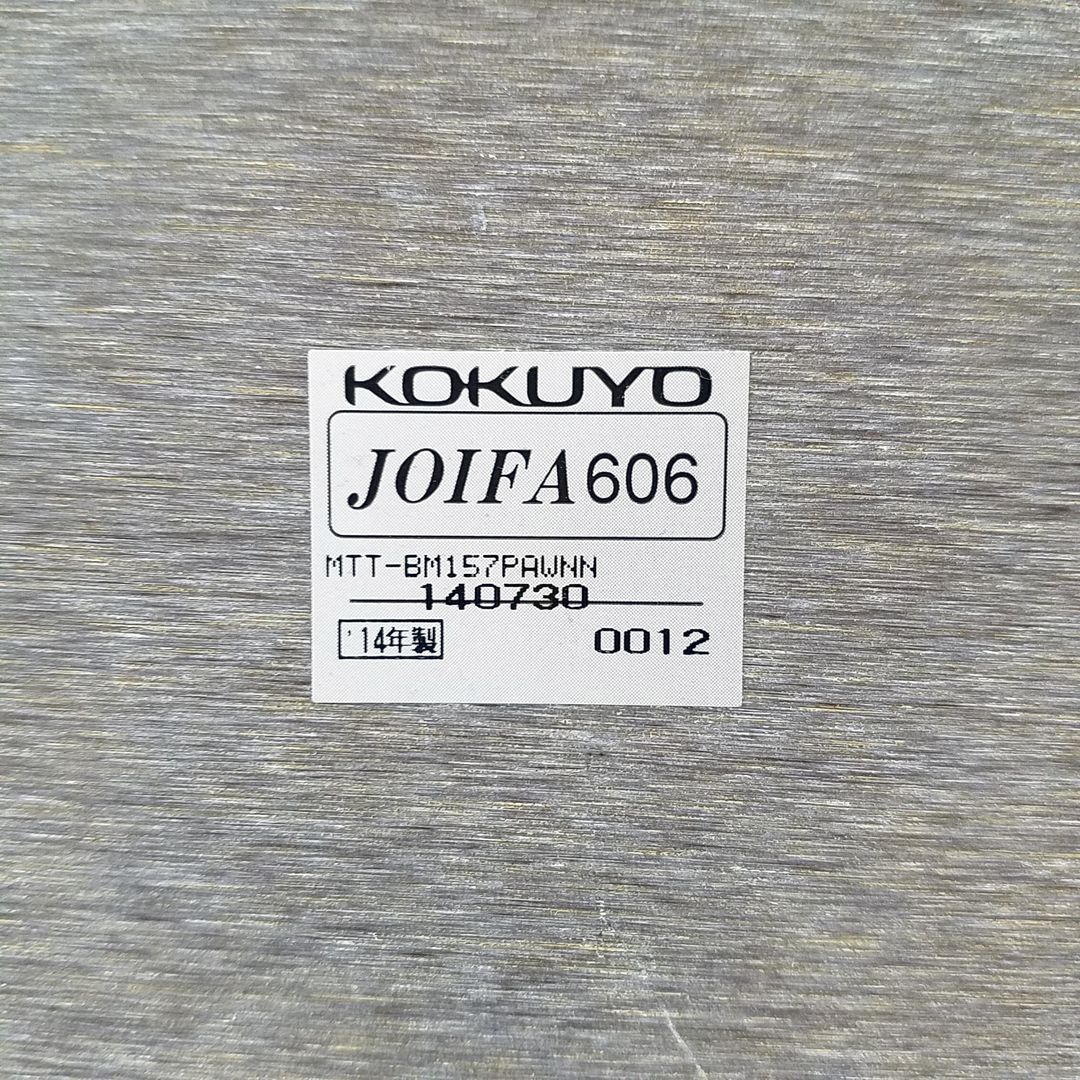 KOKUYO
JOIFA606
MTT-BM157PAWNN
140730
'14年製 0012